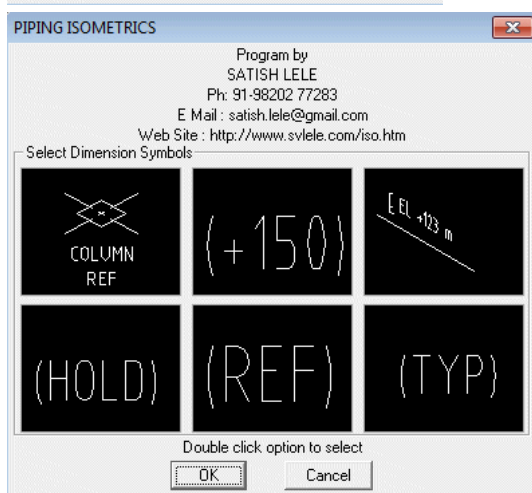 PIPING ISOMETRICS
Program by
SATISH LELE
Ph: 91-98202 77283
E Mail : satish.lele@gmail.com
Web Site : http://www.svlele.com/iso.htm
Select Dimension Symbols
COLUMN
REF
(+150)
E EL +123 m
(HOLD)
(REF)
(TYP)
Double click option to select
OK
Cancel